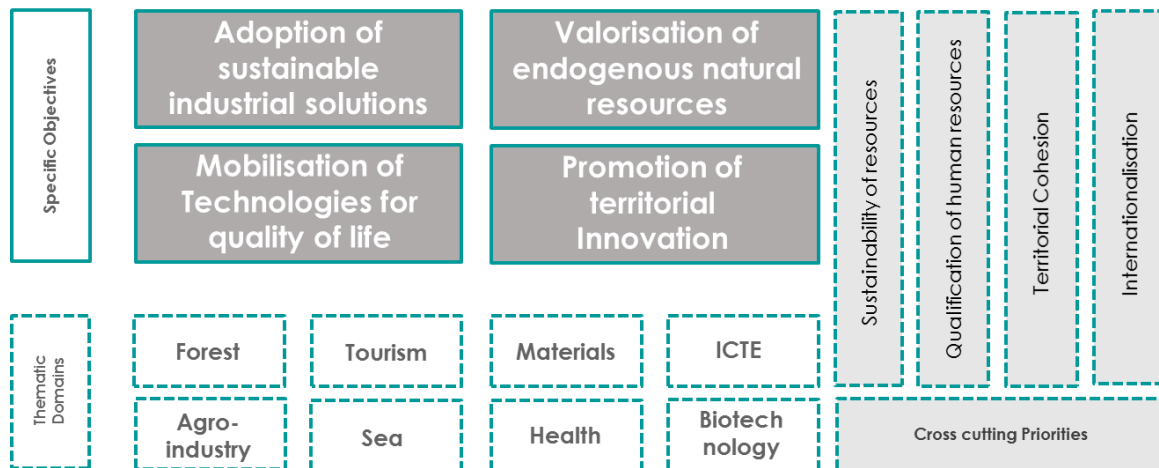 Specific Objectives
Adoption of
sustainable
industrial solutions
Valorisation of
endogenous natural
resources
Mobilisation of
Technologies for
quality of life
Promotion of
territorial
Innovation
Sustainability of resources
Qualification of human resources
Territorial Cohesion
Internationalisation
Thematic
Domains
Forest
Tourism
Materials
ICTE
Agro-
industry
Sea
Health
Biotech
nology
Cross cutting Priorities